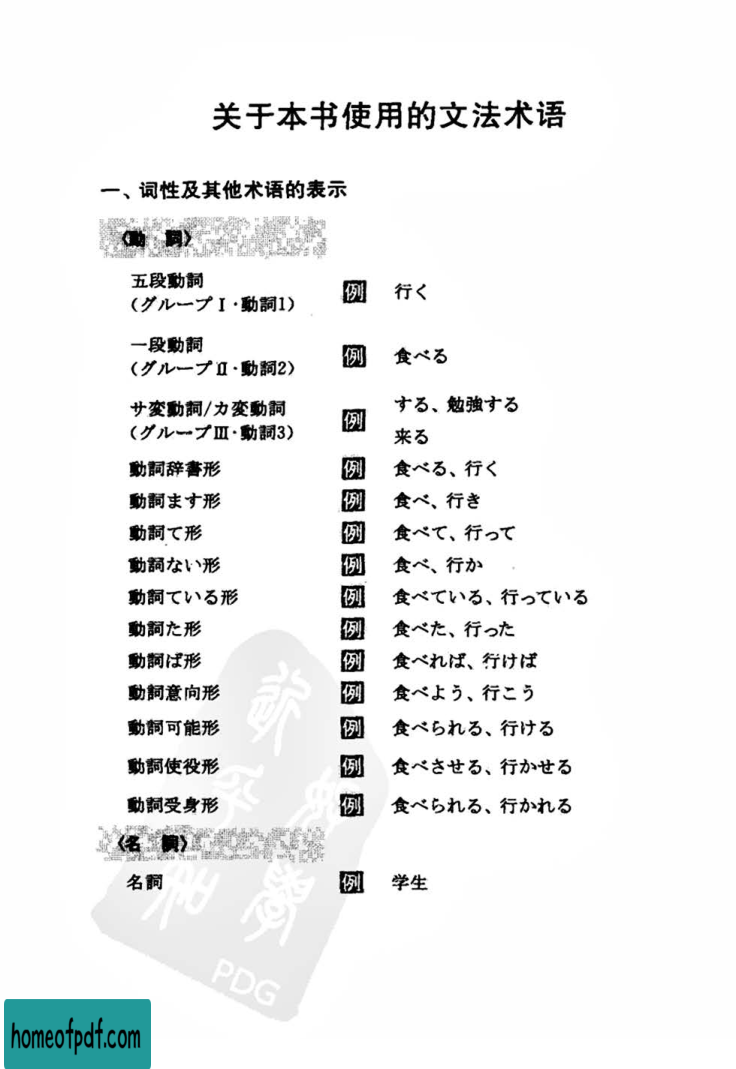 关于本书使用的文法术语
一、词性及其他术语的表示
〈動　詞〉
五段動詞
(グループⅠ·動詞1) 例 行く
一段動詞
(グループⅡ·動詞2) 例 食べる
サ変動詞/カ変動詞
(グループⅢ·動詞3) 例 する、勉強する
来る
動詞辞書形 例 食べる、行く
動詞ます形 例 食べ、行き
動詞て形 例 食べて、行って
動詞ない形 例 食べ、行か
動詞ている形 例 食べている、行っている
動詞た形 例 食べた、行った
動詞ば形 例 食べれば、行けば
動詞意向形 例 食べよう、行こう
動詞可能形 例 食べられる、行ける
動詞使役形 例 食べさせる、行かせる
動詞受身形 例 食べられる、行かれる
〈名　詞〉
名詞 例 学生
PDG
homeofpdf.com